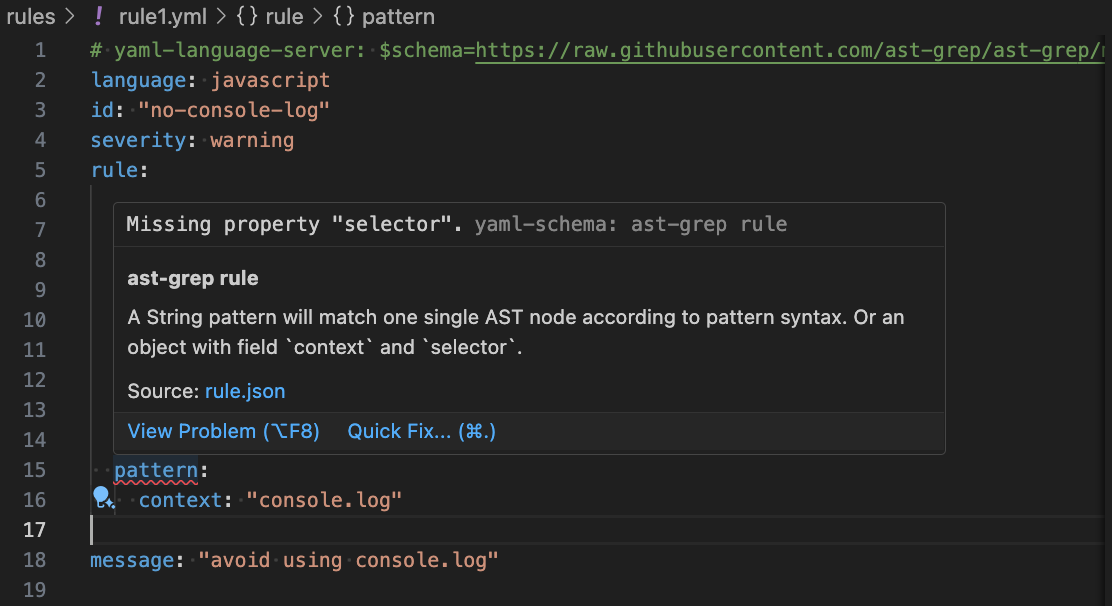 rules > ! rule1.yml > {} rule > {} pattern
1 # yaml-language-server: $schema=https://raw.githubusercontent.com/ast-grep/ast-grep/
2 language: javascript
3 id: "no-console-log"
4 severity: warning
5 rule:
6
7
8
9
10
11
12
13
14
Missing property "selector". yaml-schema: ast-grep rule
ast-grep rule
A String pattern will match one single AST node according to pattern syntax. Or an
object with field `context` and `selector`.
Source: rule.json
View Problem (⌥F8) Quick Fix... (⌘.)
15 pattern:
16 context: "console.log"
17
18 message: "avoid using console.log"
19